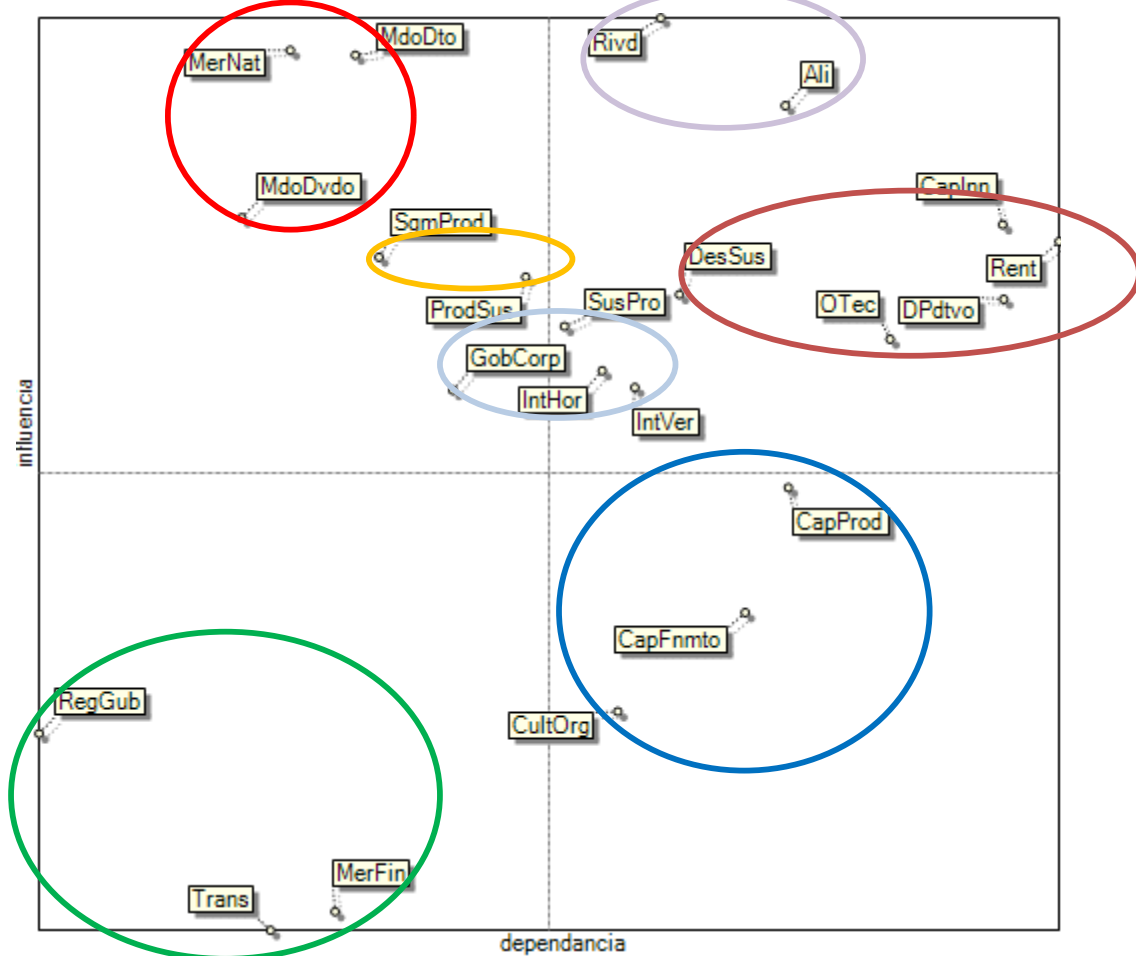 MdoDto
MerNat
Rivd
Ali
MdoDvdo
CapInn
SgmProd
DesSus
Rent
ProdSus
SusPro
OTec
DPdtvo
GobCorp
IntHor
IntVer
influencia
CapProd
CapFnmto
RegGub
CultOrg
MerFin
Trans
dependancia